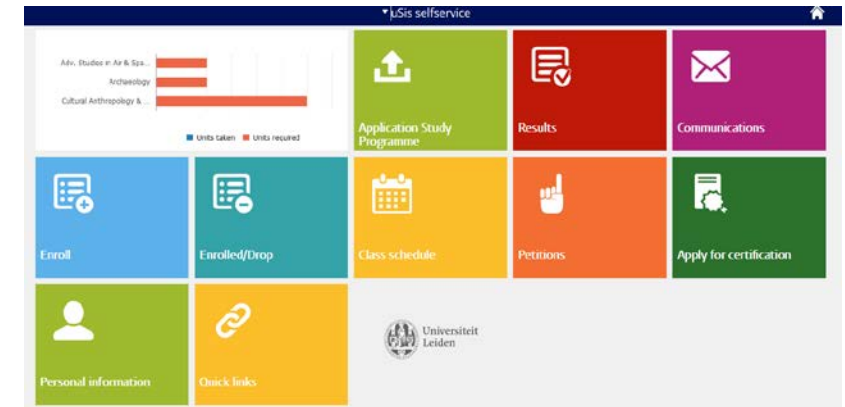 uSis selfservice
Adv. Studies in Air & Spa...
Archaeology
Cultural Anthropology & ...
Units taken
Units required
Application Study
Programme
Results
Communications
Enroll
Enrolled/Drop
Class schedule
Petitions
Apply for certification
Personal information
Quick links
Universiteit
Leiden